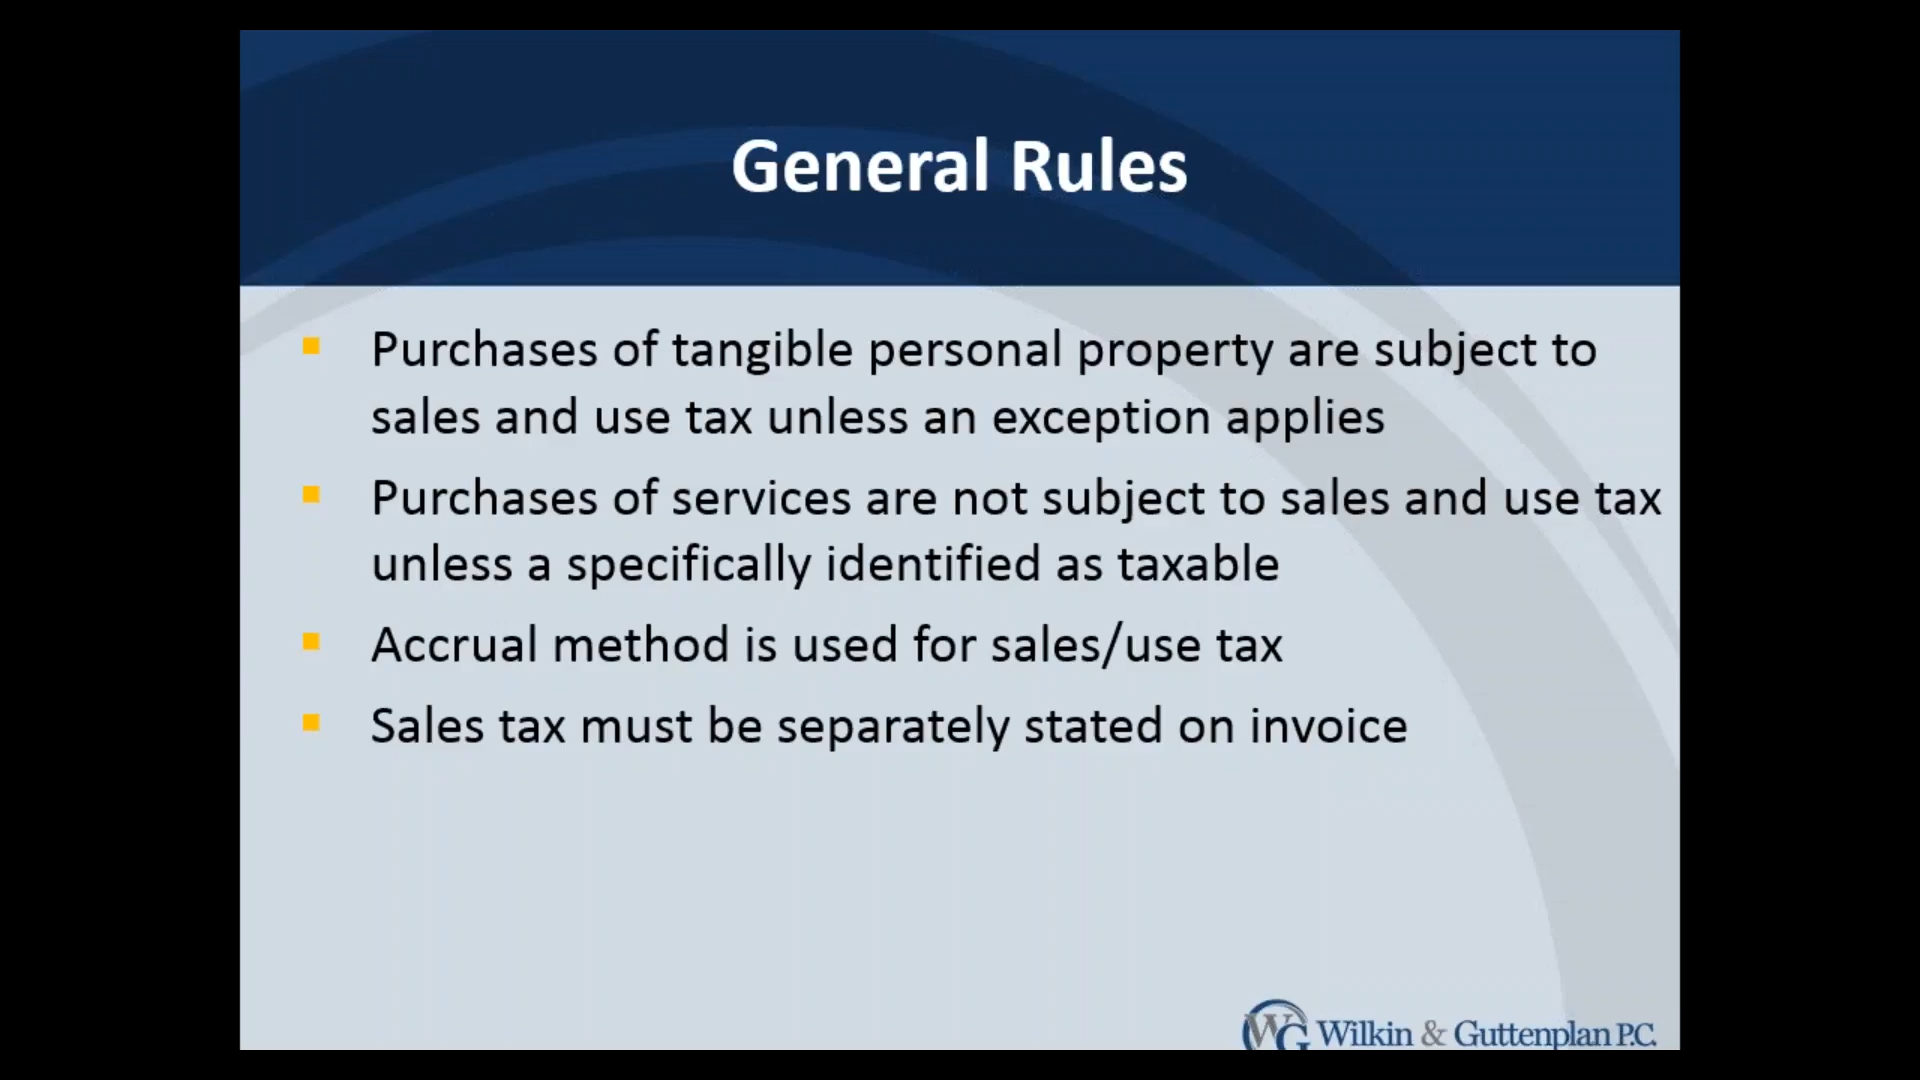 General Rules
Purchases of tangible personal property are subject to
sales and use tax unless an exception applies
Purchases of services are not subject to sales and use tax
unless a specifically identified as taxable
Accrual method is used for sales/use tax
Sales tax must be separately stated on invoice
WG Wilkin & Guttenplan P.C.